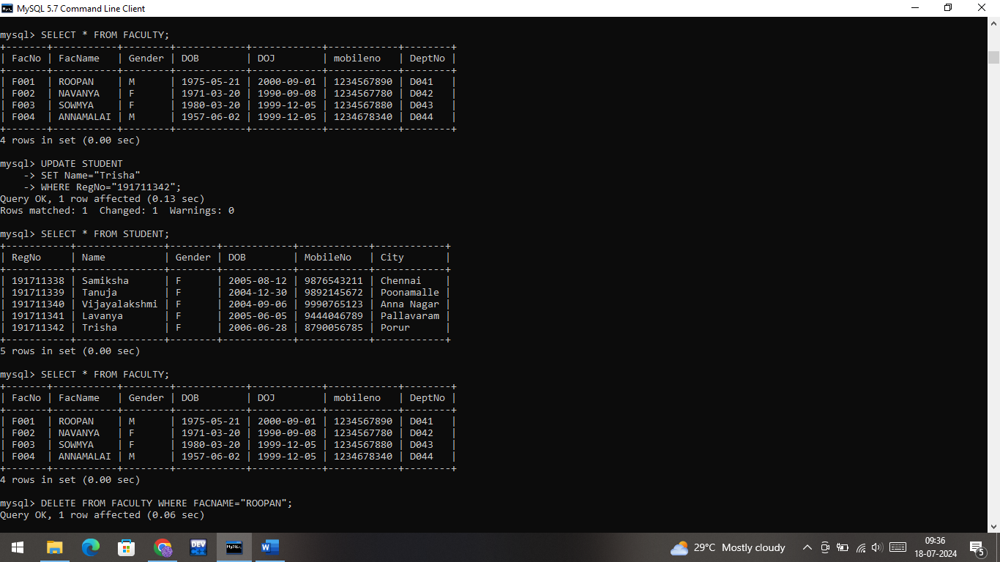 MySQL 5.7 Command Line Client
mysql> SELECT * FROM FACULTY;
+-------+-----------+--------+------------+------------+------------+--------+
| FacNo | FacName   | Gender | DOB        | DOJ        | mobileno   | DeptNo |
+-------+-----------+--------+------------+------------+------------+--------+
| F001  | ROOPAN    | M      | 1975-05-21 | 2000-09-01 | 1234567890 | D041   |
| F002  | NAVANYA   | F      | 1971-03-20 | 1990-09-08 | 1234567780 | D042   |
| F003  | SOWMYA    | F      | 1980-03-20 | 1999-12-05 | 1234567880 | D043   |
| F004  | ANNAMALAI | M      | 1957-06-02 | 1999-12-05 | 1234678340 | D044   |
+-------+-----------+--------+------------+------------+------------+--------+
4 rows in set (0.00 sec)
mysql> UPDATE STUDENT
    -> SET Name="Trisha"
    -> WHERE RegNo="191711342";
Query OK, 1 row affected (0.13 sec)
Rows matched: 1  Changed: 1  Warnings: 0
mysql> SELECT * FROM STUDENT;
+-----------+---------------+--------+------------+------------+------------+
| RegNo     | Name          | Gender | DOB        | MobileNo   | City       |
+-----------+---------------+--------+------------+------------+------------+
| 191711338 | Samiksha      | F      | 2005-08-12 | 9876543211 | Chennai    |
| 191711339 | Tanuja        | F      | 2004-12-30 | 9892145672 | Poonamalle |
| 191711340 | Vijayalakshmi | F      | 2004-09-06 | 9990765123 | Anna Nagar |
| 191711341 | Lavanya       | F      | 2005-06-05 | 9444046789 | Pallavaram |
| 191711342 | Trisha        | F      | 2006-06-28 | 8790056785 | Porur      |
+-----------+---------------+--------+------------+------------+------------+
5 rows in set (0.00 sec)
mysql> SELECT * FROM FACULTY;
+-------+-----------+--------+------------+------------+------------+--------+
| FacNo | FacName   | Gender | DOB        | DOJ        | mobileno   | DeptNo |
+-------+-----------+--------+------------+------------+------------+--------+
| F001  | ROOPAN    | M      | 1975-05-21 | 2000-09-01 | 1234567890 | D041   |
| F002  | NAVANYA   | F      | 1971-03-20 | 1990-09-08 | 1234567780 | D042   |
| F003  | SOWMYA    | F      | 1980-03-20 | 1999-12-05 | 1234567880 | D043   |
| F004  | ANNAMALAI | M      | 1957-06-02 | 1999-12-05 | 1234678340 | D044   |
+-------+-----------+--------+------------+------------+------------+--------+
4 rows in set (0.00 sec)
mysql> DELETE FROM FACULTY WHERE FACNAME="ROOPAN";
Query OK, 1 row affected (0.06 sec)
DEV
MySQL
W
29°C Mostly cloudy
09:36
18-07-2024
5